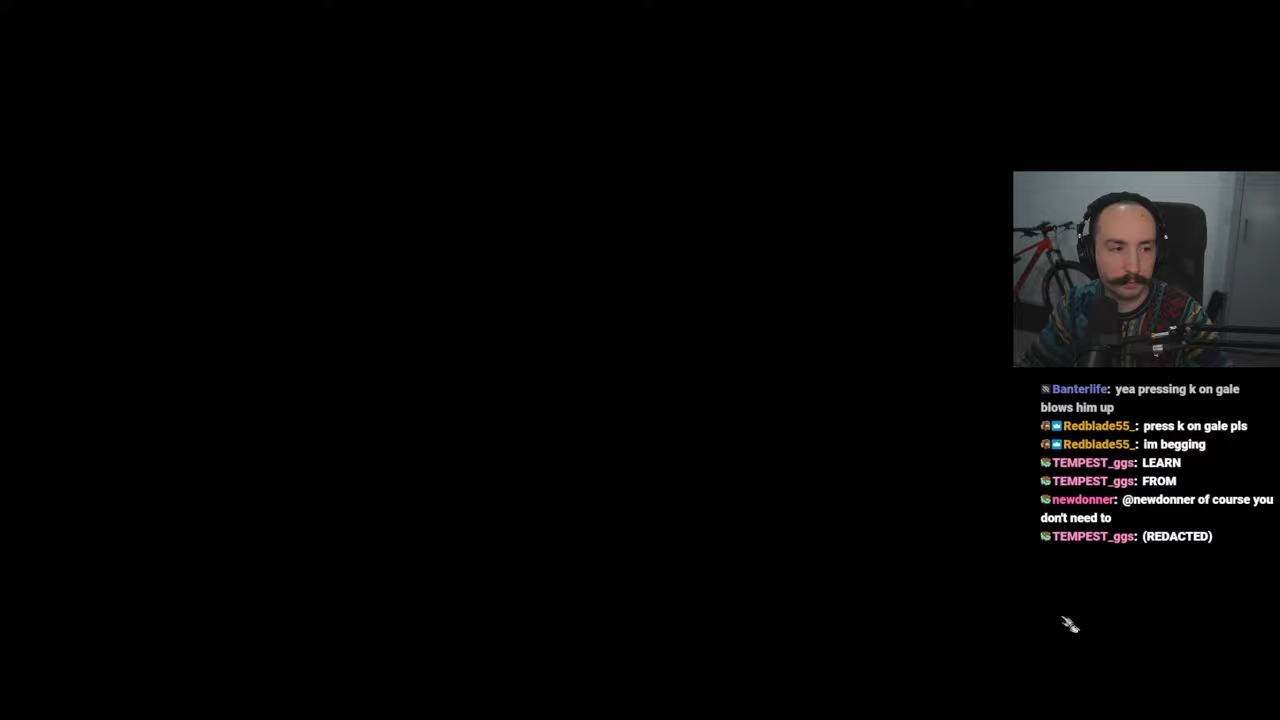 Banterlife: yea pressing k on gale
blows him up
Redblade55_: press k on gale pls
Redblade55_: im begging
TEMPEST_ggs: LEARN
TEMPEST_ggs: FROM
newdonner: @newdonner of course you
don't need to
TEMPEST_ggs: (REDACTED)